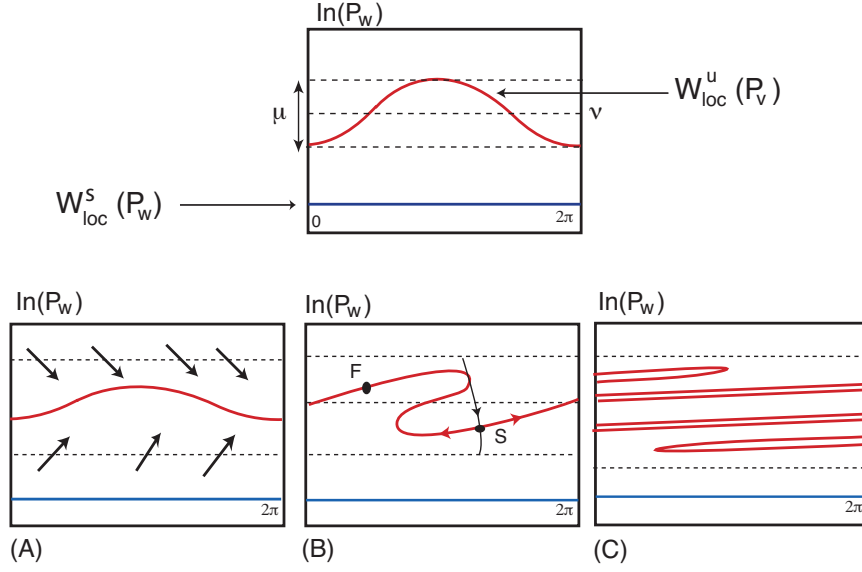 ln(P_w)
W^u_loc (P_v)
μ
ν
W^s_loc (P_w)
0
2π
ln(P_w)
ln(P_w)
ln(P_w)
F
S
2π
2π
2π
(A)
(B)
(C)